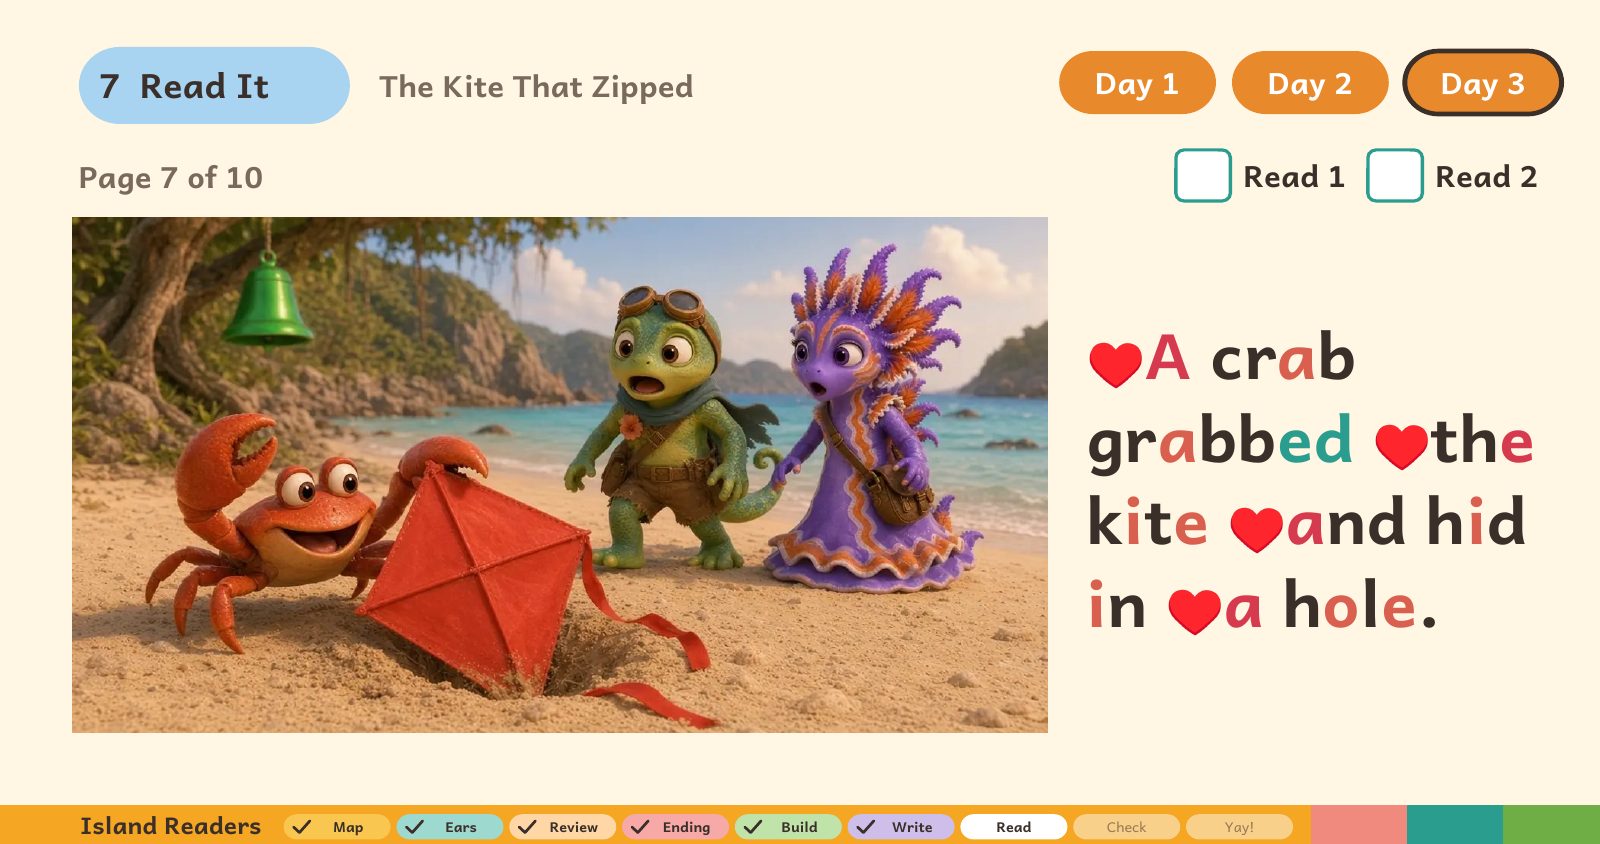 7 Read It
The Kite That Zipped
Day 1
Day 2
Day 3
Page 7 of 10
Read 1
Read 2
A crab
grabbed the
kite and hid
in a hole.
Island Readers
Map
Ears
Review
Ending
Build
Write
Read
Check
Yay!